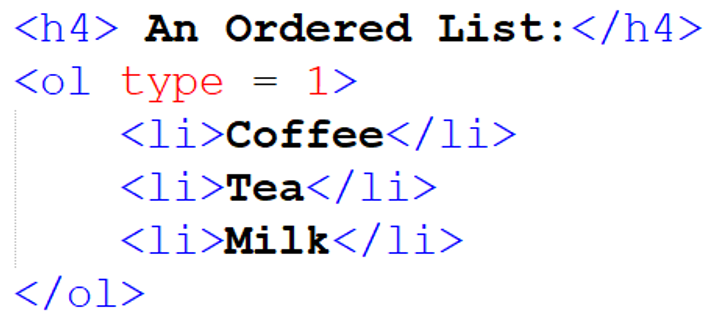 <h4> An Ordered List:</h4>
<ol type = 1>
<li>Coffee</li>
<li>Tea</li>
<li>Milk</li>
</ol>